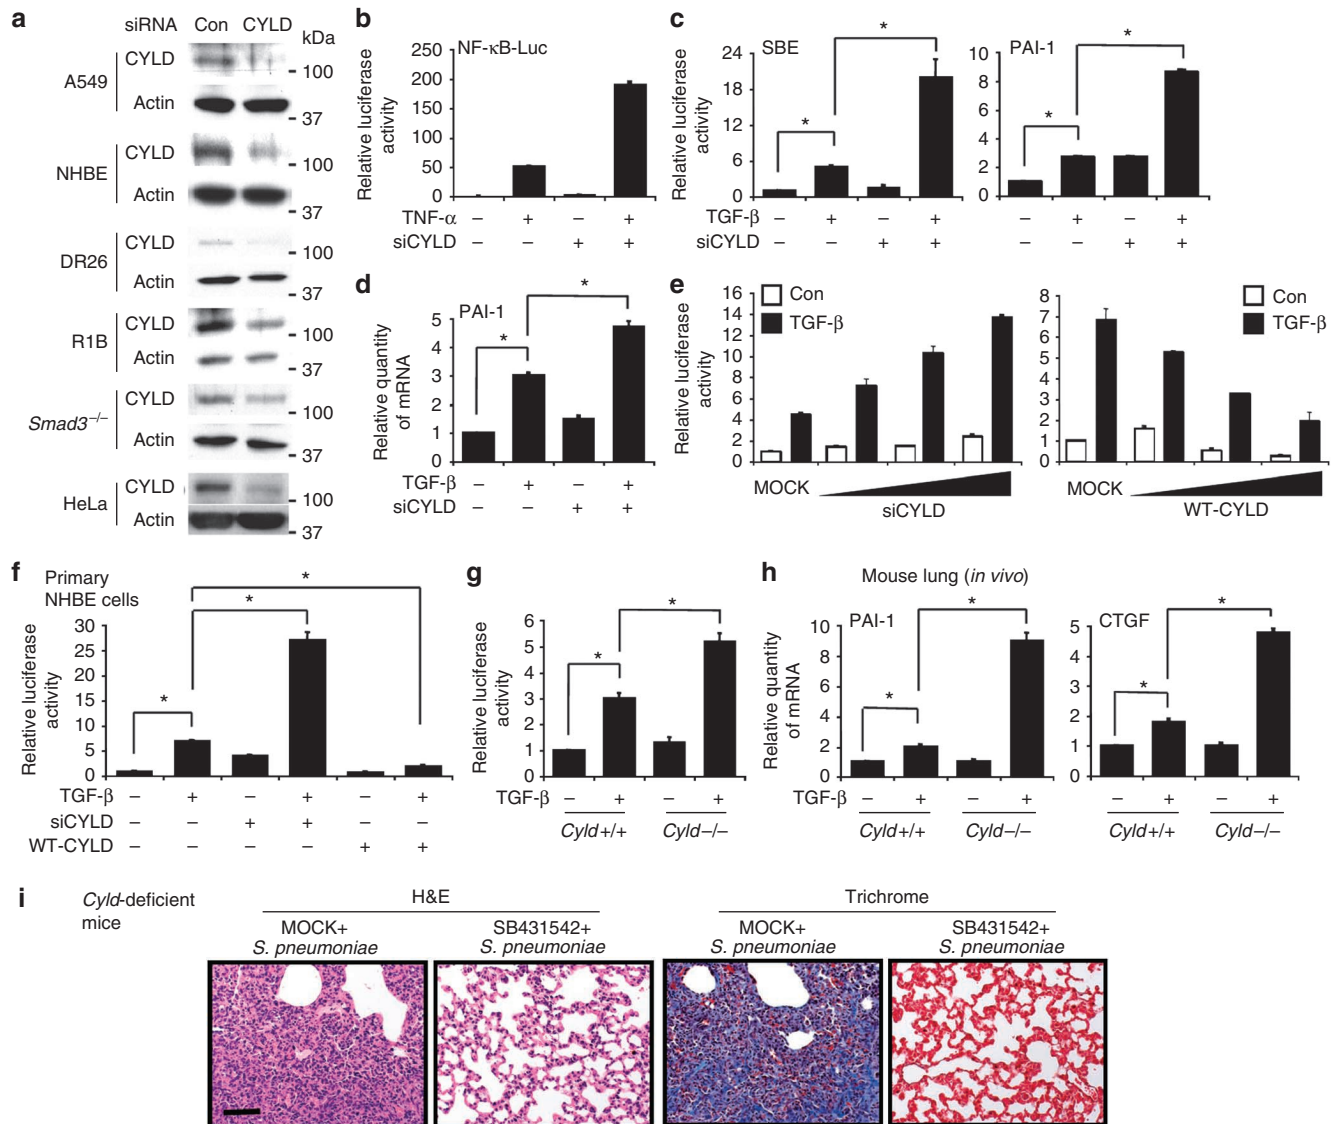 a
siRNA Con CYLD
kDa
A549
CYLD
100
Actin
37
NHBE
CYLD
100
Actin
37
DR26
CYLD
100
Actin
37
R1B
CYLD
100
Actin
37
Smad3−/−
CYLD
100
Actin
37
HeLa
CYLD
100
Actin
37
b
NF-κB-Luc
Relative luciferase activity
250
200
150
100
50
0
TNF-α − + − +
siCYLD − − + +
c
SBE
Relative luciferase activity
24
18
12
6
0
* *
TGF-β − + − +
siCYLD − − + +
PAI-1
10
8
6
4
2
0
* *
− + − +
− − + +
d
PAI-1
Relative quantity of mRNA
5
4
3
2
1
0
* *
TGF-β − + − +
siCYLD − − + +
e
Con
TGF-β
Relative luciferase activity
16
14
12
10
8
6
4
2
0
MOCK
siCYLD
Con
TGF-β
8
7
6
5
4
3
2
1
0
MOCK
WT-CYLD
f
Primary
NHBE cells
Relative luciferase activity
30
25
20
15
10
5
0
* * *
TGF-β − + − + − +
siCYLD − − + + − −
WT-CYLD − − − − + +
g
Relative luciferase activity
6
5
4
3
2
1
0
* *
TGF-β − + − +
Cyld+/+ Cyld−/−
h
Mouse lung (in vivo)
PAI-1
Relative quantity of mRNA
10
8
6
4
2
0
* *
TGF-β − + − +
Cyld+/+ Cyld−/−
CTGF
5
4
3
2
1
0
* *
− + − +
Cyld+/+ Cyld−/−
i
Cyld-deficient
mice
H&E
MOCK+
S. pneumoniae
SB431542+
S. pneumoniae
Trichrome
MOCK+
S. pneumoniae
SB431542+
S. pneumoniae